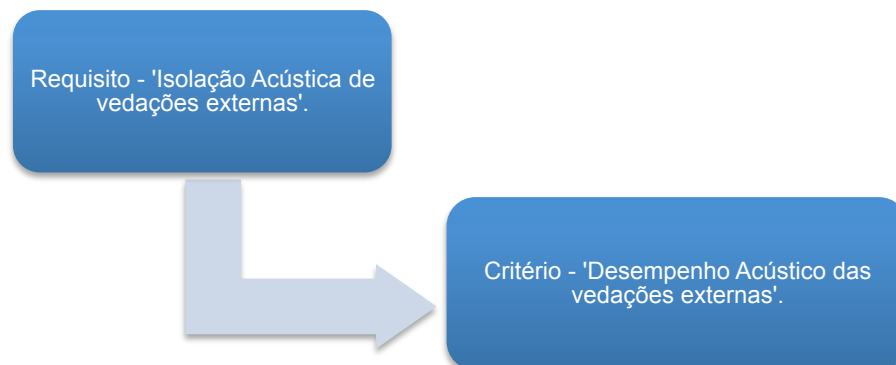 Requisito - 'Isolação Acústica de
vedações externas'.
Critério - 'Desempenho Acústico das
vedações externas'.